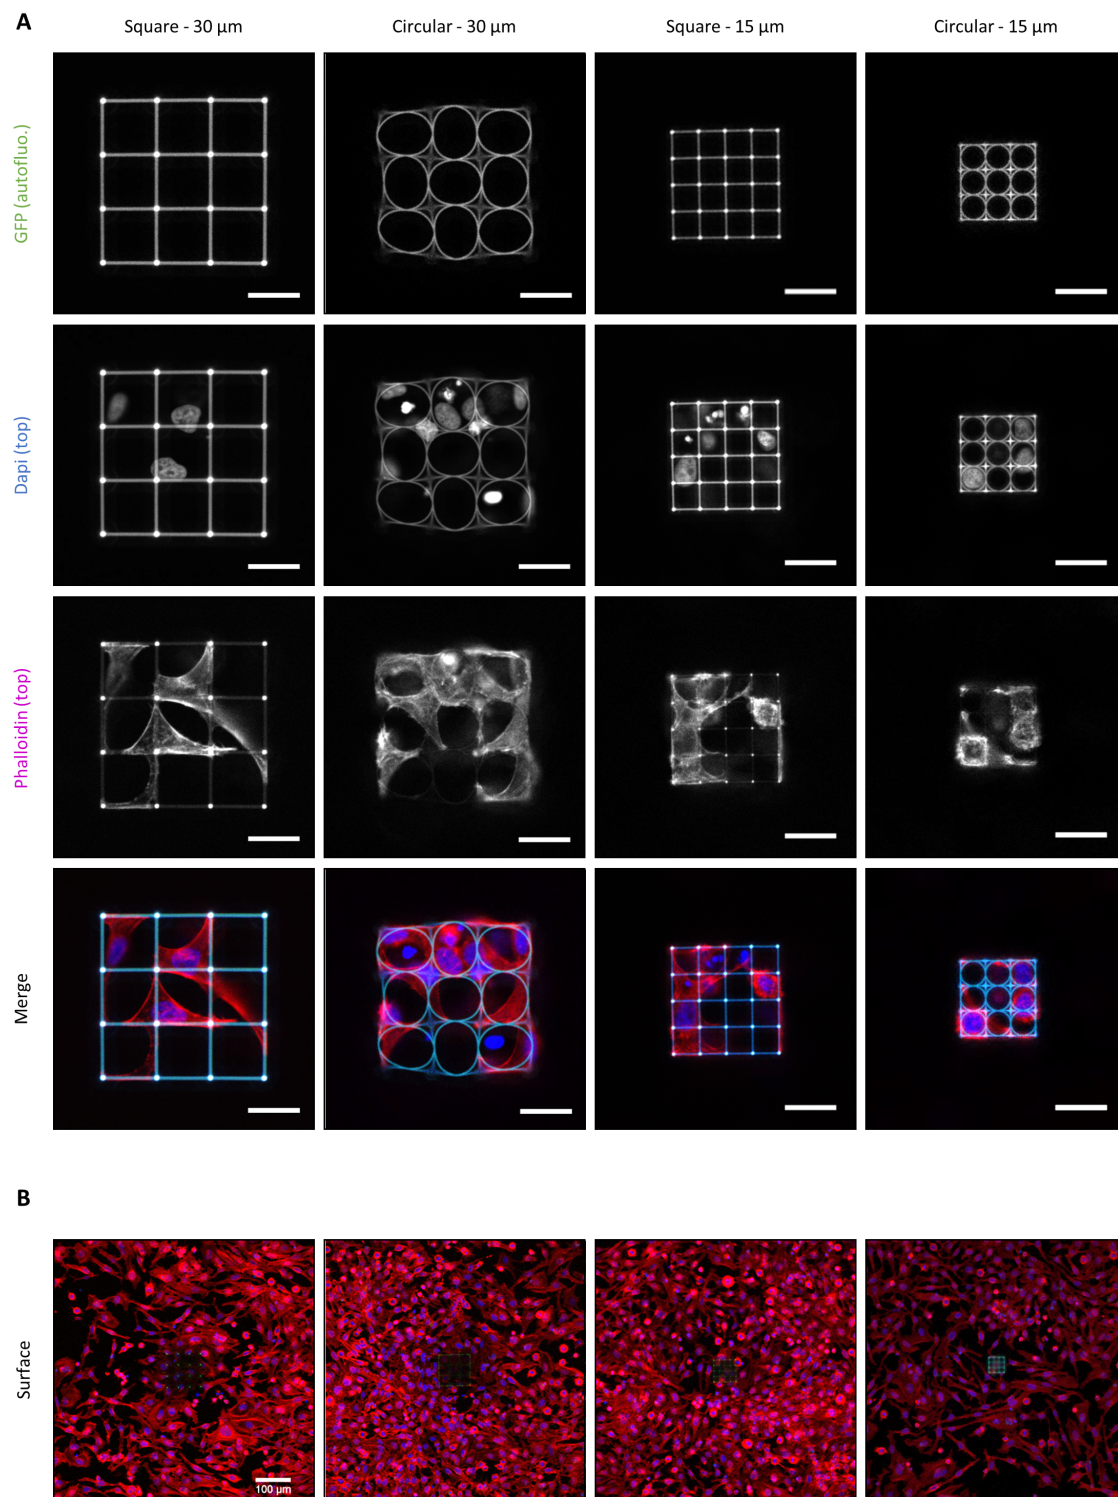 A
Square - 30 µm
Circular - 30 µm
Square - 15 µm
Circular - 15 µm
GFP (autofluo.)
Dapi (top)
Phalloidin (top)
Merge
B
Surface
100 µm